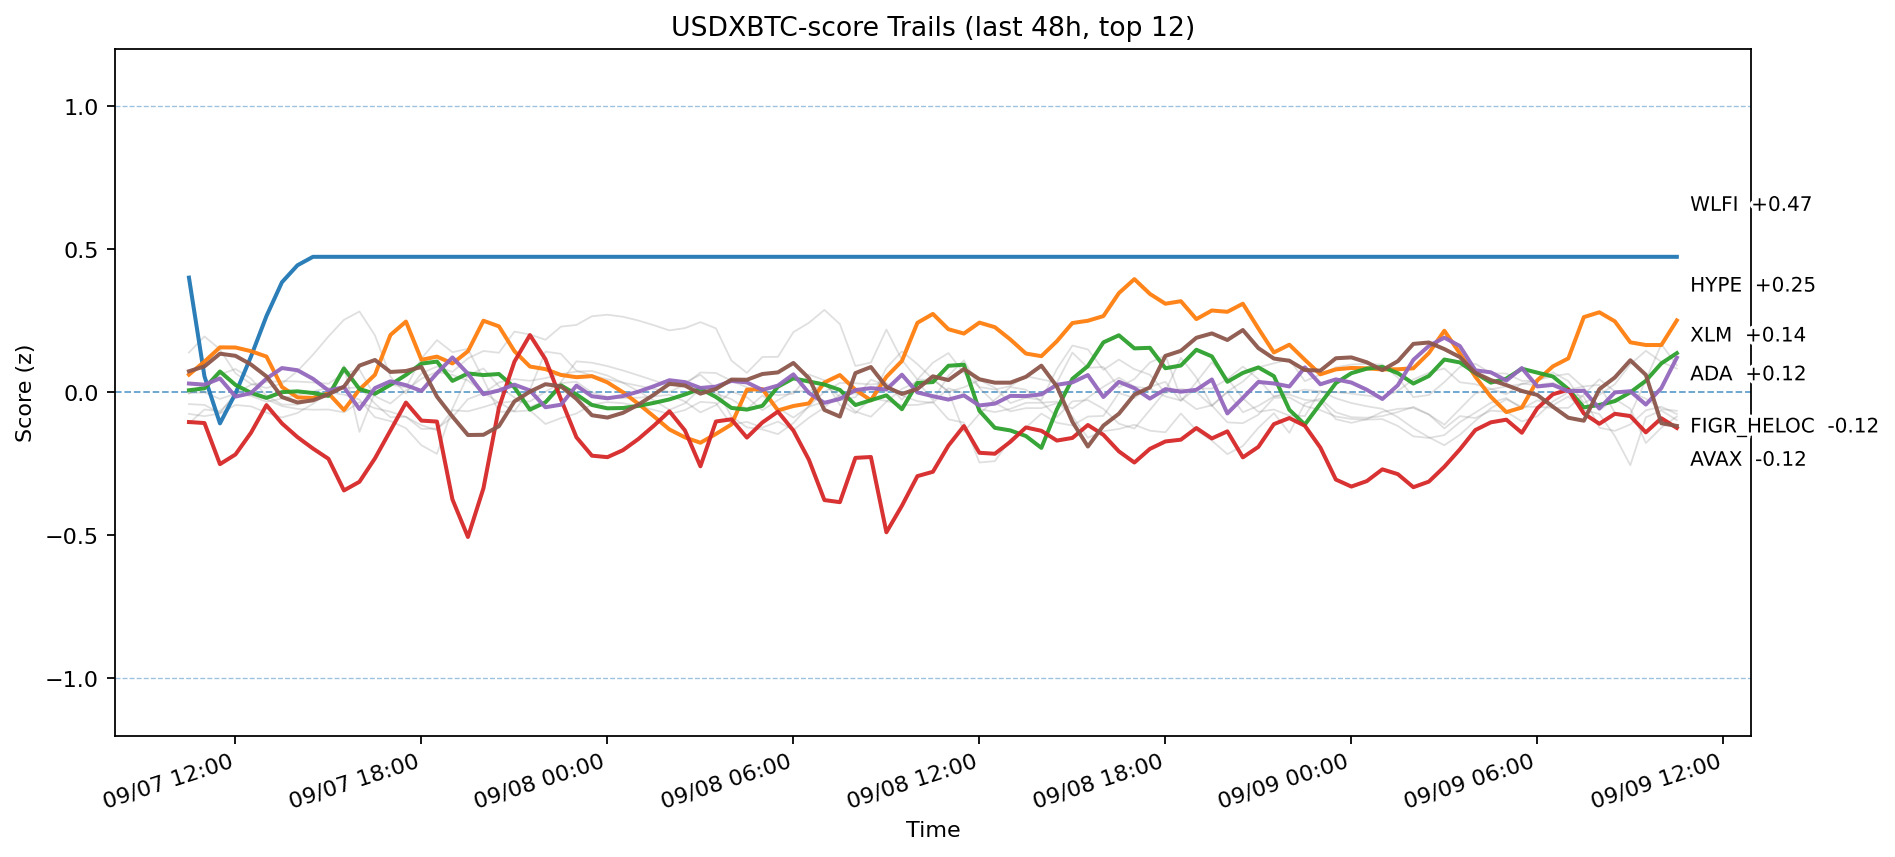 USDXBTC-score Trails (last 48h, top 12)
Score (z)
1.0
0.5
0.0
−0.5
−1.0
WLFI +0.47
HYPE +0.25
XLM +0.14
ADA +0.12
FIGR_HELOC -0.12
AVAX -0.12
09/07 12:00
09/07 18:00
09/08 00:00
09/08 06:00
09/08 12:00
09/08 18:00
09/09 00:00
09/09 06:00
09/09 12:00
Time